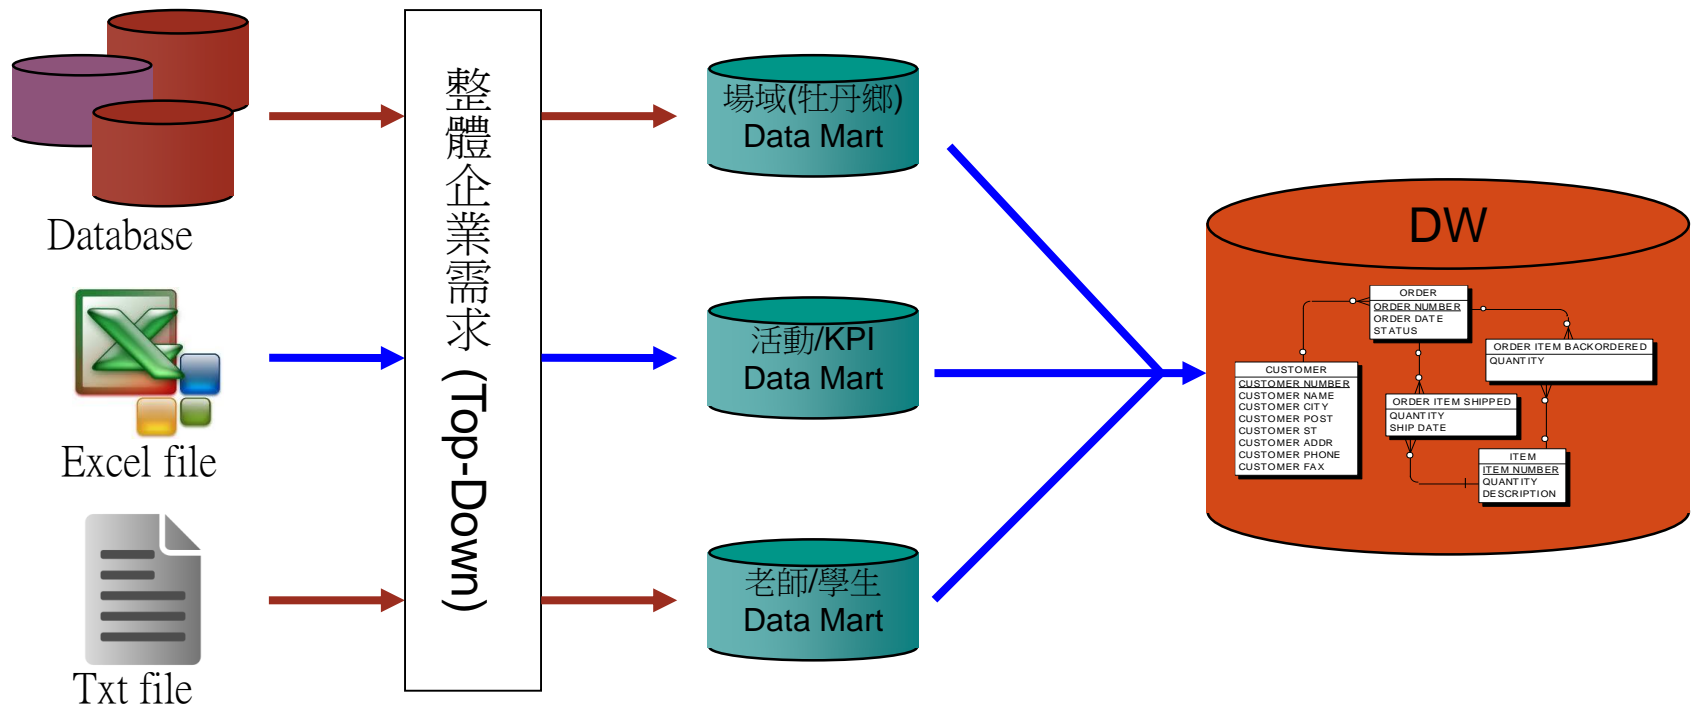 Database
Excel file
Txt file
整體企業需求 (Top-Down)
場域(牡丹鄉)
Data Mart
活動/KPI
Data Mart
老師/學生
Data Mart
DW
ORDER
ORDER NUMBER
ORDER DATE
STATUS
ORDER ITEM BACKORDERED
QUANTITY
CUSTOMER
CUSTOMER NUMBER
CUSTOMER NAME
CUSTOMER CITY
CUSTOMER POST
CUSTOMER ST
CUSTOMER ADDR
CUSTOMER PHONE
CUSTOMER FAX
ORDER ITEM SHIPPED
QUANTITY
SHIP DATE
ITEM
ITEM NUMBER
QUANTITY
DESCRIPTION